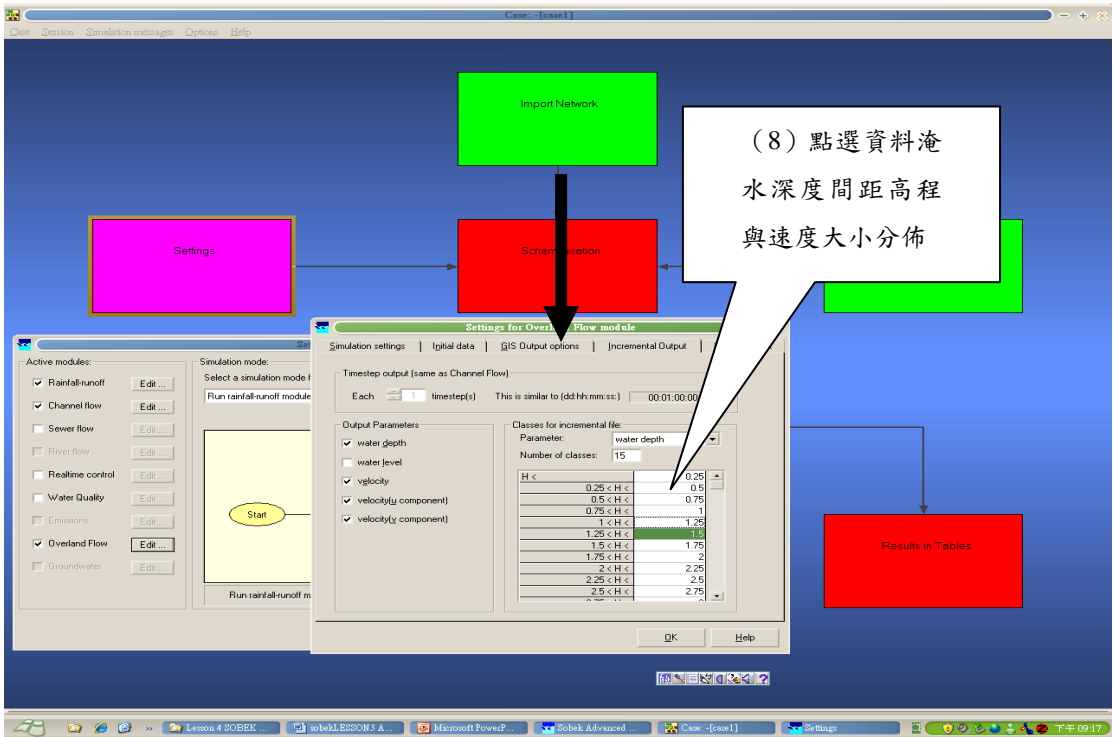 Case: -[case1]
Case Session Simulation messages Options Help
Import Network
(8)點選資料淹
水深度間距高程
與速度大小分佈
Settings
Settings for Overland Flow module
Simulation settings Initial data GIS Output options Incremental Output
Timestep output (same as Channel Flow)
Each 1 timestep(s) This is similar to (dd:hh:mm:ss:) 00:01:00:00
Output Parameters
water depth
water level
velocity
velocity(u component)
velocity(v component)
Classes for incremental file:
Parameter: water depth
Number of classes: 15
H < 0.25
0.25 < H < 0.5
0.5 < H < 0.75
0.75 < H < 1
1 < H < 1.25
1.25 < H < 1.5
1.5 < H < 1.75
1.75 < H < 2
2 < H < 2.25
2.25 < H < 2.5
2.5 < H < 2.75
OK Help
Active modules:
Rainfall-runoff Edit ...
Channel flow Edit ...
Sewer flow Edit ...
River flow Edit ...
Realtime control Edit ...
Water Quality Edit ...
Emissions Edit ...
Overland Flow Edit ...
Groundwater Edit ...
Simulation mode:
Select a simulation mode f
Run rainfall-runoff module
Start
Run rainfall-runoff m
Results in Tables
Lesson 4 SOBEK ... sobekLESSON3 A... Microsoft PowerP... Sobek Advanced ... Case: -[case1] Settings 下午 09:17